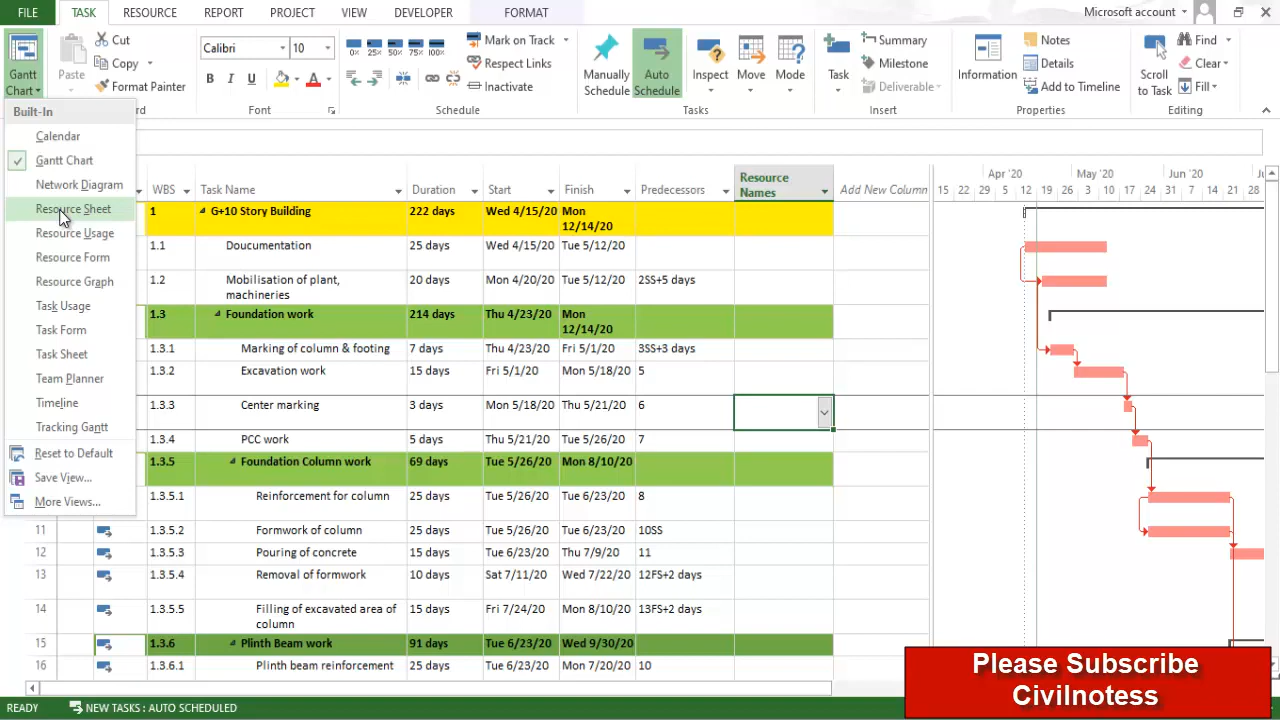 FILE TASK RESOURCE REPORT PROJECT VIEW DEVELOPER FORMAT Microsoft account
Gantt Chart
Paste
Cut
Copy
Format Painter
Calibri 10
B I U A
Font
0% 25% 50% 75% 100%
Mark on Track
Respect Links
Inactivate
Schedule
Manually Schedule
Auto Schedule
Inspect
Move
Mode
Tasks
Task
Summary
Milestone
Deliverable
Insert
Information
Notes
Details
Add to Timeline
Properties
Scroll to Task
Find
Clear
Fill
Editing
Built-In
Calendar
Gantt Chart
Network Diagram
Resource Sheet
Resource Usage
Resource Form
Resource Graph
Task Usage
Task Form
Task Sheet
Team Planner
Timeline
Tracking Gantt
Reset to Default
Save View...
More Views...
WBS Task Name Duration Start Finish Predecessors Resource Names Add New Column
Apr '20 May '20 Jun '20
15 22 29 5 12 19 26 3 10 17 24 31 7 14 21 28
1 G+10 Story Building 222 days Wed 4/15/20 Mon 12/14/20
1.1 Doucumentation 25 days Wed 4/15/20 Tue 5/12/20
1.2 Mobilisation of plant, machineries 20 days Mon 4/20/20 Tue 5/12/20 2SS+5 days
1.3 Foundation work 214 days Thu 4/23/20 Mon 12/14/20
1.3.1 Marking of column & footing 7 days Thu 4/23/20 Fri 5/1/20 3SS+3 days
1.3.2 Excavation work 15 days Fri 5/1/20 Mon 5/18/20 5
1.3.3 Center marking 3 days Mon 5/18/20 Thu 5/21/20 6
1.3.4 PCC work 5 days Thu 5/21/20 Tue 5/26/20 7
1.3.5 Foundation Column work 69 days Tue 5/26/20 Mon 8/10/20
1.3.5.1 Reinforcement for column 25 days Tue 5/26/20 Tue 6/23/20 8
11 1.3.5.2 Formwork of column 25 days Tue 5/26/20 Tue 6/23/20 10SS
12 1.3.5.3 Pouring of concrete 15 days Tue 6/23/20 Thu 7/9/20 11
13 1.3.5.4 Removal of formwork 10 days Sat 7/11/20 Wed 7/22/20 12FS+2 days
14 1.3.5.5 Filling of excavated area of column 15 days Fri 7/24/20 Mon 8/10/20 13FS+2 days
15 1.3.6 Plinth Beam work 91 days Tue 6/23/20 Wed 9/30/20
16 1.3.6.1 Plinth beam reinforcement 25 days Tue 6/23/20 Mon 7/20/20 10
Please Subscribe
Civilnotess
READY NEW TASKS : AUTO SCHEDULED